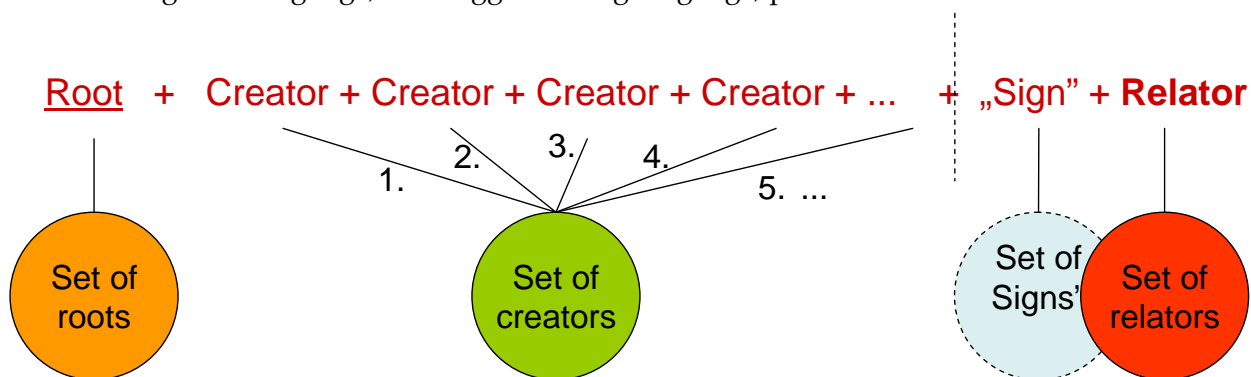 Root + Creator + Creator + Creator + Creator + ... + „Sign” + Relator
1. 2. 3. 4. 5. ...
Set of
roots
Set of
creators
Set of
Signs’
Set of
relators